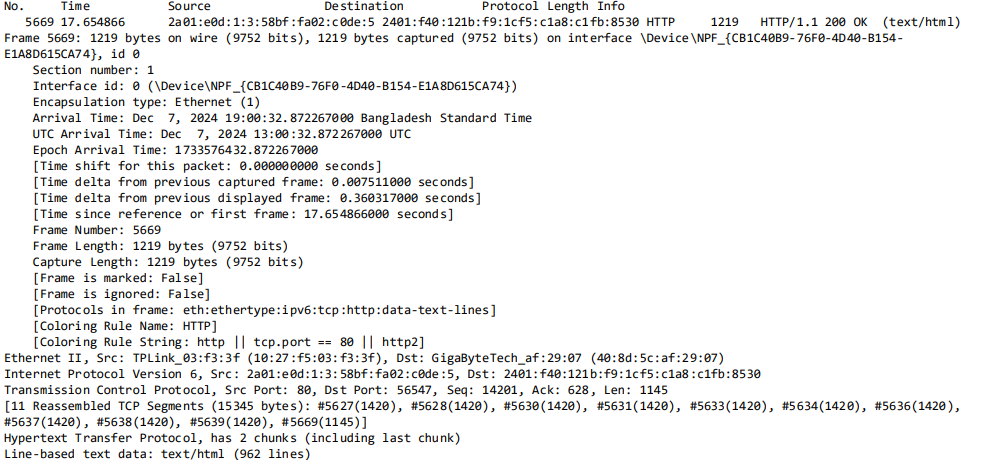 No. Time Source Destination Protocol Length Info
5669 17.654866 2a01:e0d:1:3:58bf:fa02:c0de:5 2401:f40:121b:f9:1cf5:c1a8:c1fb:8530 HTTP 1219 HTTP/1.1 200 OK (text/html)
Frame 5669: 1219 bytes on wire (9752 bits), 1219 bytes captured (9752 bits) on interface \Device\NPF_{CB1C40B9-76F0-4D40-B154-
E1A8D615CA74}, id 0
Section number: 1
Interface id: 0 (\Device\NPF_{CB1C40B9-76F0-4D40-B154-E1A8D615CA74})
Encapsulation type: Ethernet (1)
Arrival Time: Dec 7, 2024 19:00:32.872267000 Bangladesh Standard Time
UTC Arrival Time: Dec 7, 2024 13:00:32.872267000 UTC
Epoch Arrival Time: 1733576432.872267000
[Time shift for this packet: 0.000000000 seconds]
[Time delta from previous captured frame: 0.007511000 seconds]
[Time delta from previous displayed frame: 0.360317000 seconds]
[Time since reference or first frame: 17.654866000 seconds]
Frame Number: 5669
Frame Length: 1219 bytes (9752 bits)
Capture Length: 1219 bytes (9752 bits)
[Frame is marked: False]
[Frame is ignored: False]
[Protocols in frame: eth:ethertype:ipv6:tcp:http:data-text-lines]
[Coloring Rule Name: HTTP]
[Coloring Rule String: http || tcp.port == 80 || http2]
Ethernet II, Src: TPLink_03:f3:3f (10:27:f5:03:f3:3f), Dst: GigaByteTech_af:29:07 (40:8d:5c:af:29:07)
Internet Protocol Version 6, Src: 2a01:e0d:1:3:58bf:fa02:c0de:5, Dst: 2401:f40:121b:f9:1cf5:c1a8:c1fb:8530
Transmission Control Protocol, Src Port: 80, Dst Port: 56547, Seq: 14201, Ack: 628, Len: 1145
[11 Reassembled TCP Segments (15345 bytes): #5627(1420), #5628(1420), #5630(1420), #5631(1420), #5633(1420), #5634(1420), #5636(1420),
#5637(1420), #5638(1420), #5639(1420), #5669(1145)]
Hypertext Transfer Protocol, has 2 chunks (including last chunk)
Line-based text data: text/html (962 lines)